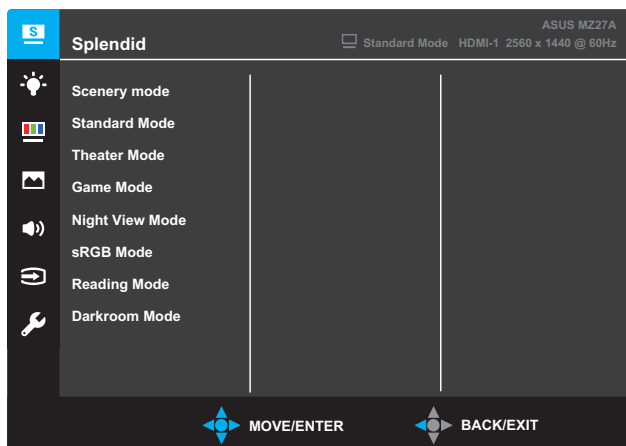 S
ASUS MZ27A
Splendid
Standard Mode HDMI-1 2560 x 1440 @ 60Hz
Scenery mode
Standard Mode
Theater Mode
Game Mode
Night View Mode
sRGB Mode
Reading Mode
Darkroom Mode
MOVE/ENTER
BACK/EXIT